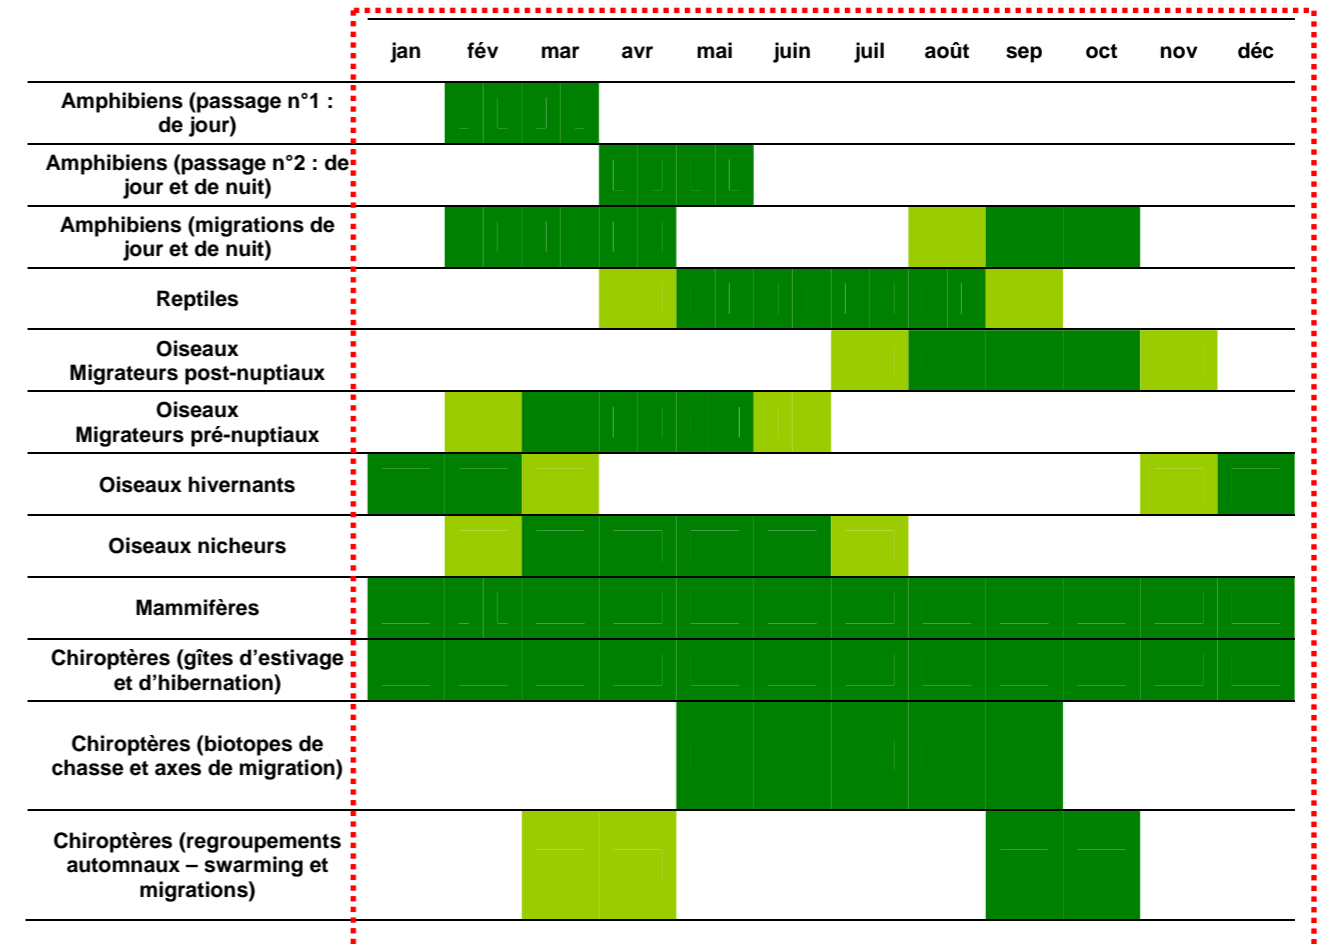 jan fév mar avr mai juin juil août sep oct nov déc
Amphibiens (passage n°1 :
de jour)
Amphibiens (passage n°2 : de
jour et de nuit)
Amphibiens (migrations de
jour et de nuit)
Reptiles
Oiseaux
Migrateurs post-nuptiaux
Oiseaux
Migrateurs pré-nuptiaux
Oiseaux hivernants
Oiseaux nicheurs
Mammifères
Chiroptères (gîtes d'estivage
et d'hibernation)
Chiroptères (biotopes de
chasse et axes de migration)
Chiroptères (regroupements
automnaux – swarming et
migrations)